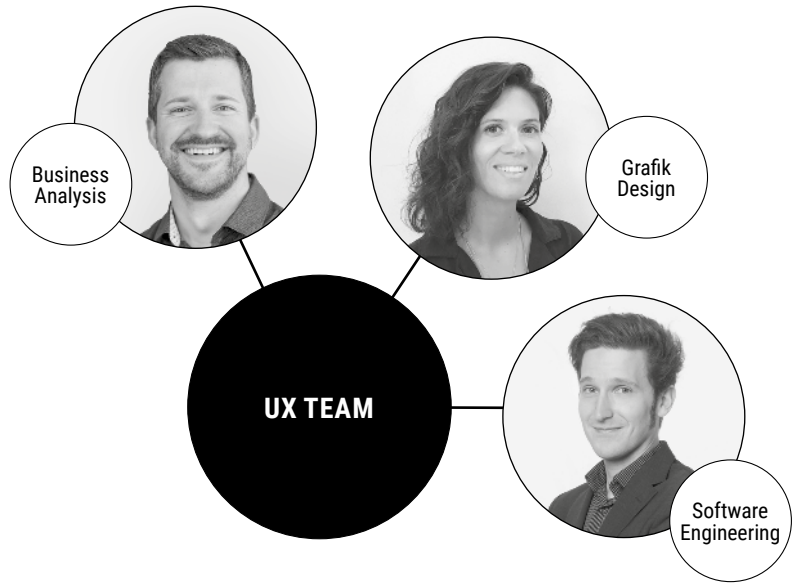 Business
Analysis
Grafik
Design
UX TEAM
Software
Engineering